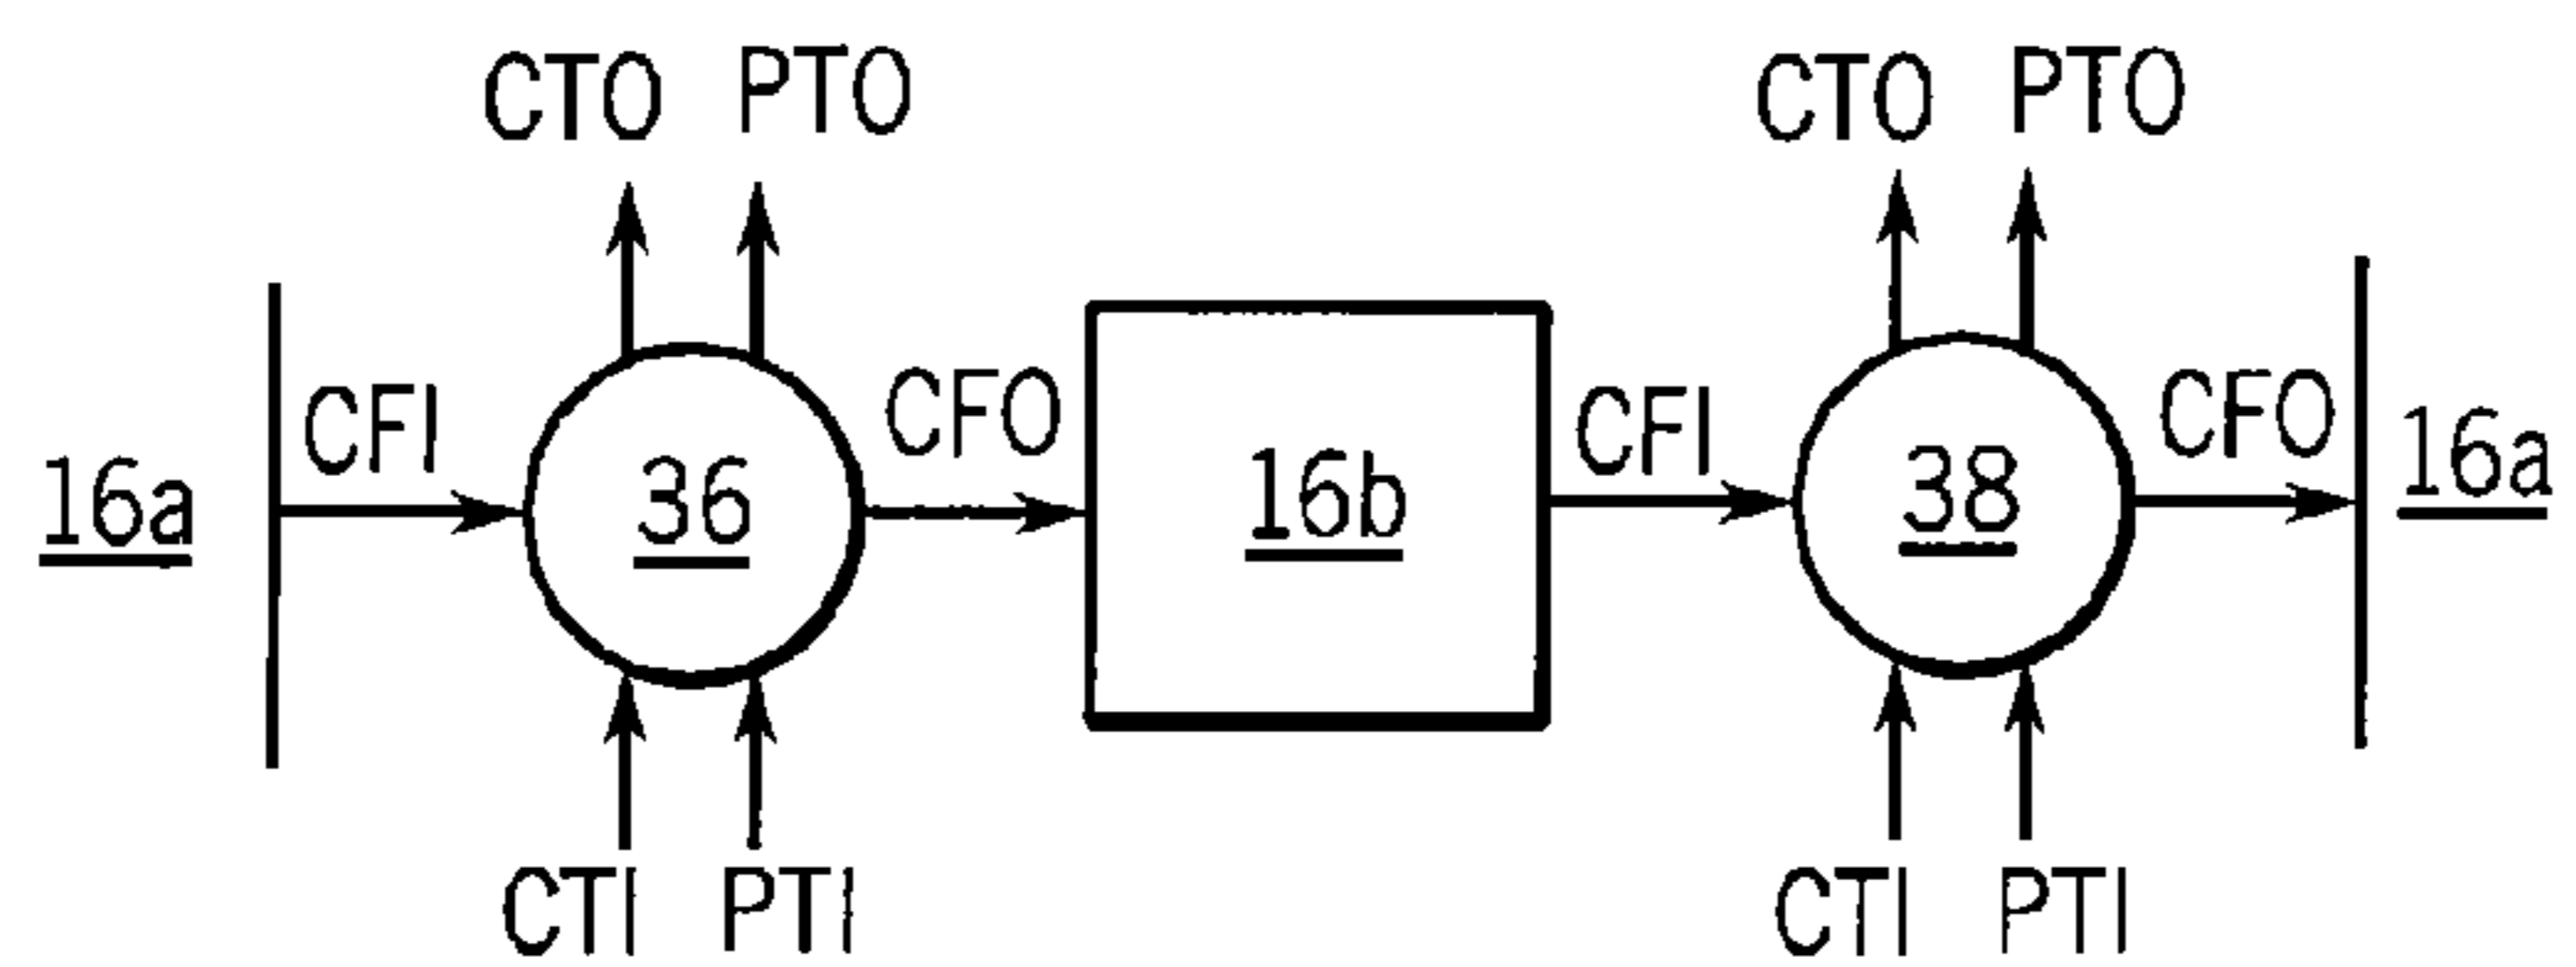 CTO PTO CTO PTO
CFI CFO CFI CFO
16a 36 16b 38 16a
CTI PTI CTI PTI